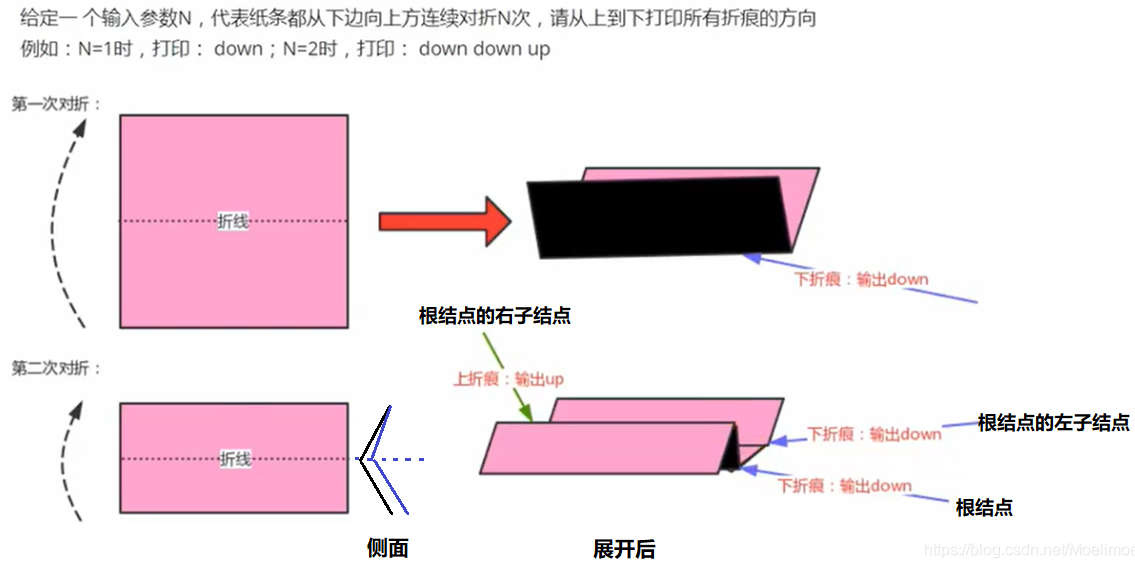 给定一个输入参数N，代表纸条都从下边向上方连续对折N次，请从上到下打印所有折痕的方向
例如：N=1时，打印： down；N=2时，打印： down down up
第一次对折：
折线
下折痕：输出down
根结点的右子结点
第二次对折：
上折痕：输出up
折线
下折痕：输出down
根结点的左子结点
下折痕：输出down
根结点
侧面
展开后
https://blog.csdn.net/Moelimoe